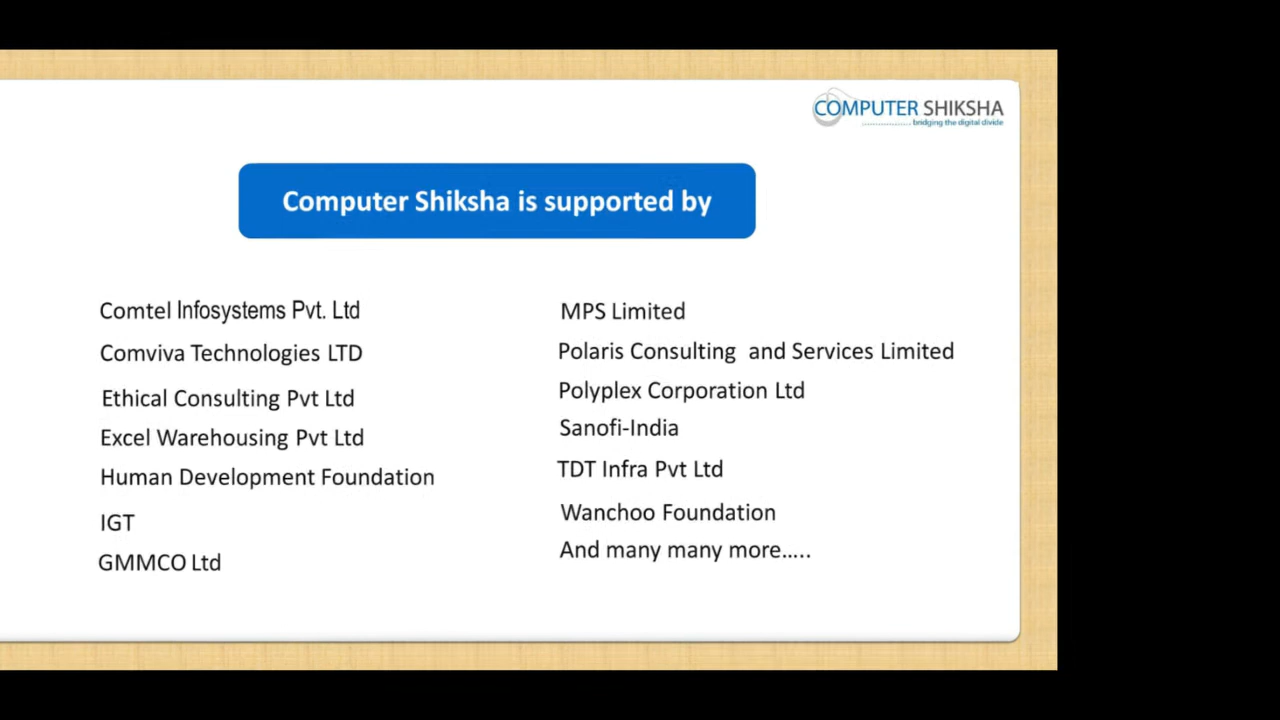 COMPUTER SHIKSHA
bridging the digital divide
Computer Shiksha is supported by
Comtel Infosystems Pvt. Ltd
Comviva Technologies LTD
Ethical Consulting Pvt Ltd
Excel Warehousing Pvt Ltd
Human Development Foundation
IGT
GMMCO Ltd
MPS Limited
Polaris Consulting  and Services Limited
Polyplex Corporation Ltd
Sanofi-India
TDT Infra Pvt Ltd
Wanchoo Foundation
And many many more…..